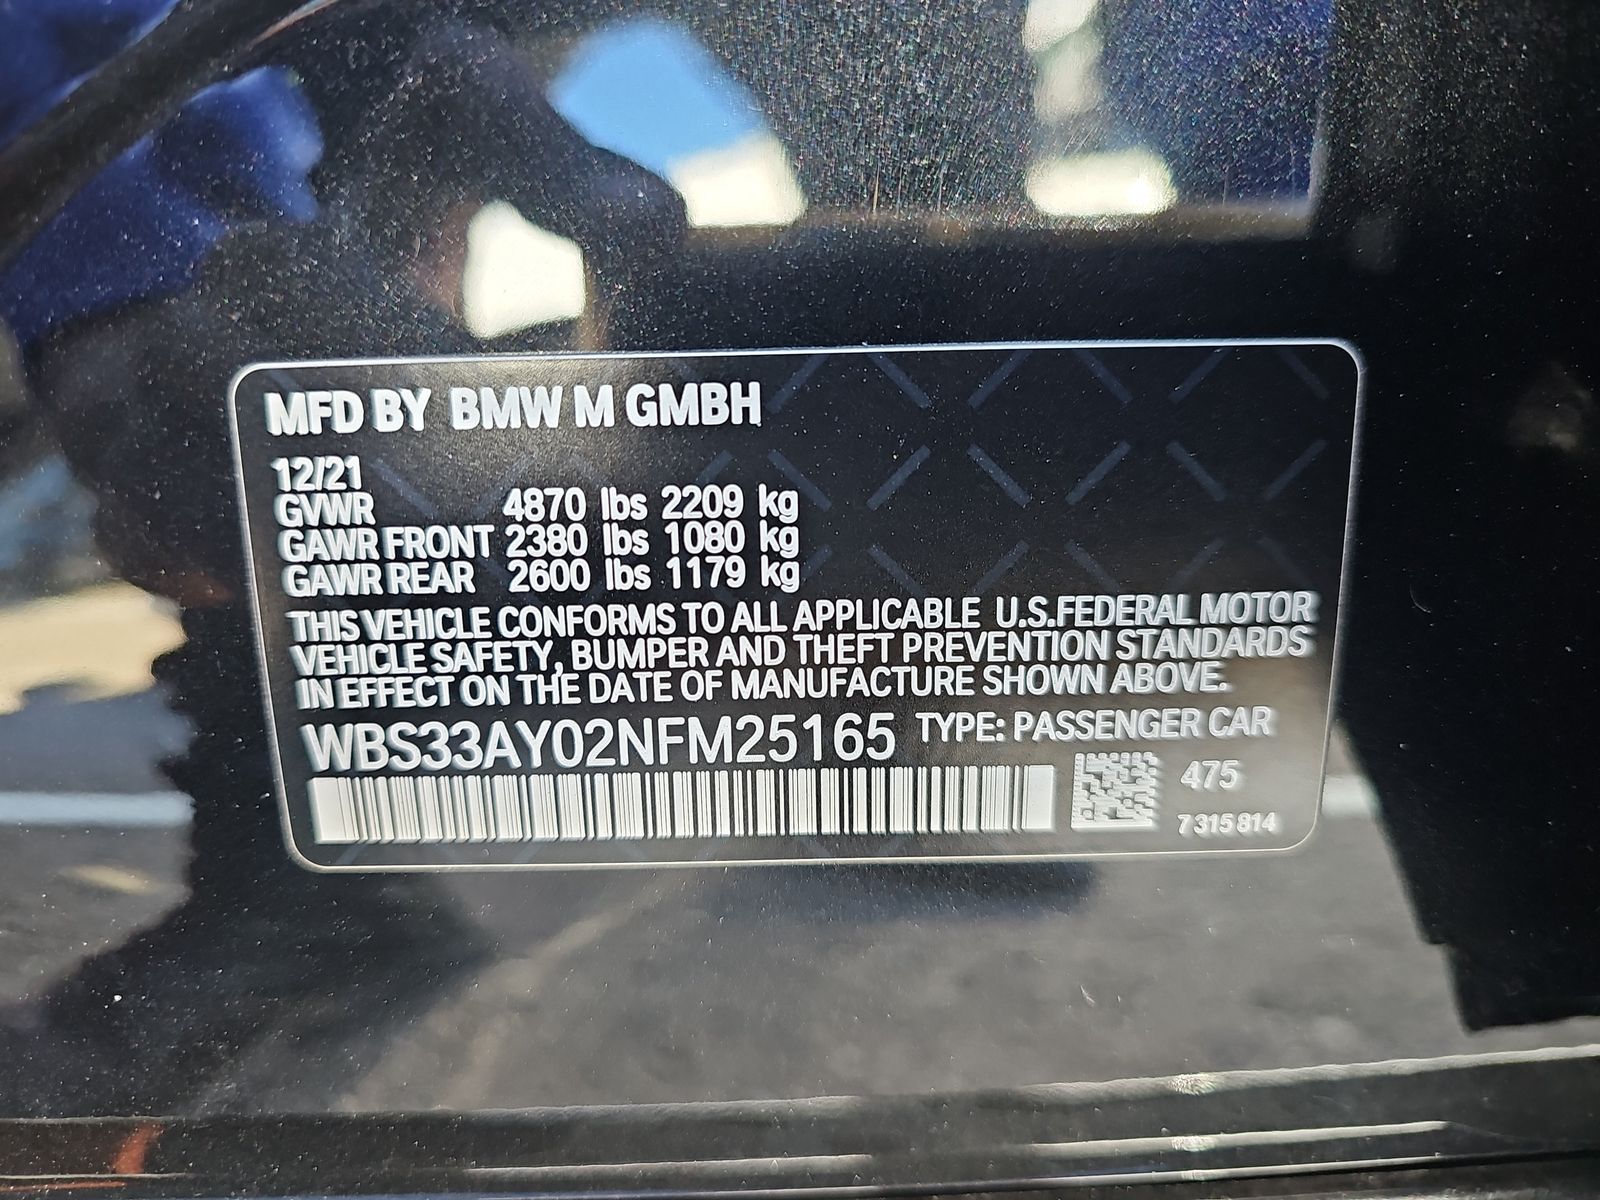 MFD BY BMW M GMBH
12/21
GVWR 4870 lbs 2209 kg
GAWR FRONT 2380 lbs 1080 kg
GAWR REAR 2600 lbs 1179 kg
THIS VEHICLE CONFORMS TO ALL APPLICABLE U.S.FEDERAL MOTOR
VEHICLE SAFETY, BUMPER AND THEFT PREVENTION STANDARDS
IN EFFECT ON THE DATE OF MANUFACTURE SHOWN ABOVE.
WBS33AY02NFM25165 TYPE: PASSENGER CAR
475
7 315 814